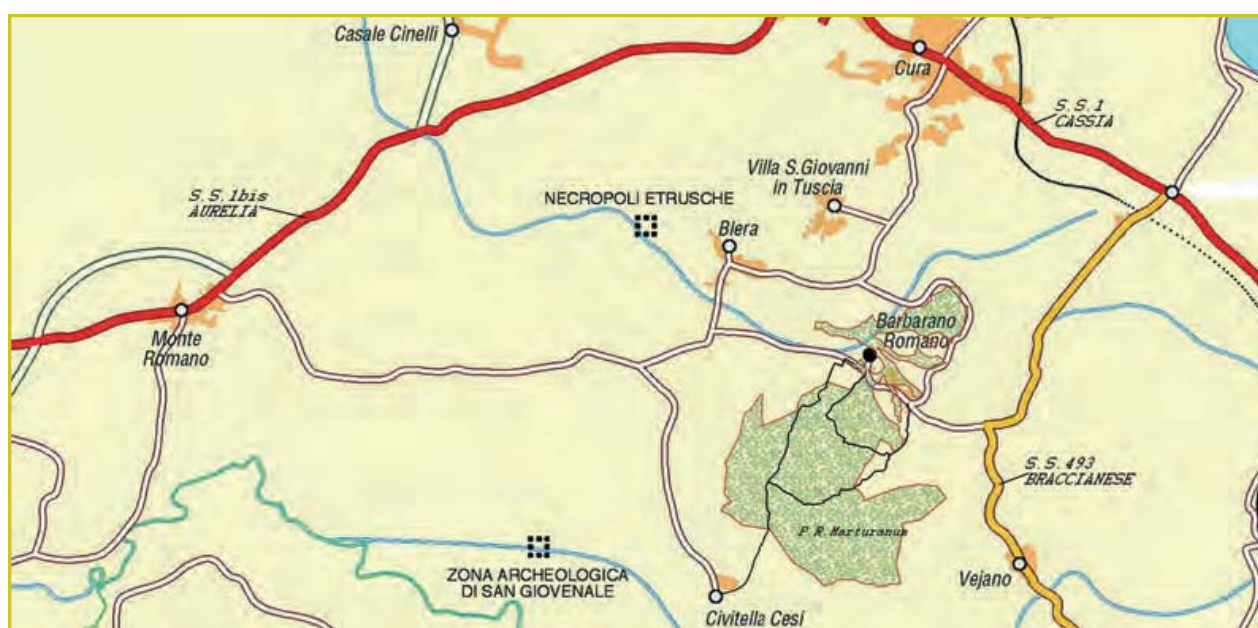 Casale Cinelli
Cura
S.S.1
CASSIA
Villa S.Giovanni
in Tuscia
S.S.1bis
AURELIA
NECROPOLI ETRUSCHE
Blera
Barbarano
Romano
Monte
Romano
S.S.493
BRACCIANESE
P.R.Marturanum
ZONA ARCHEOLOGICA
DI SAN GIOVENALE
Vejano
Civitella Cesi